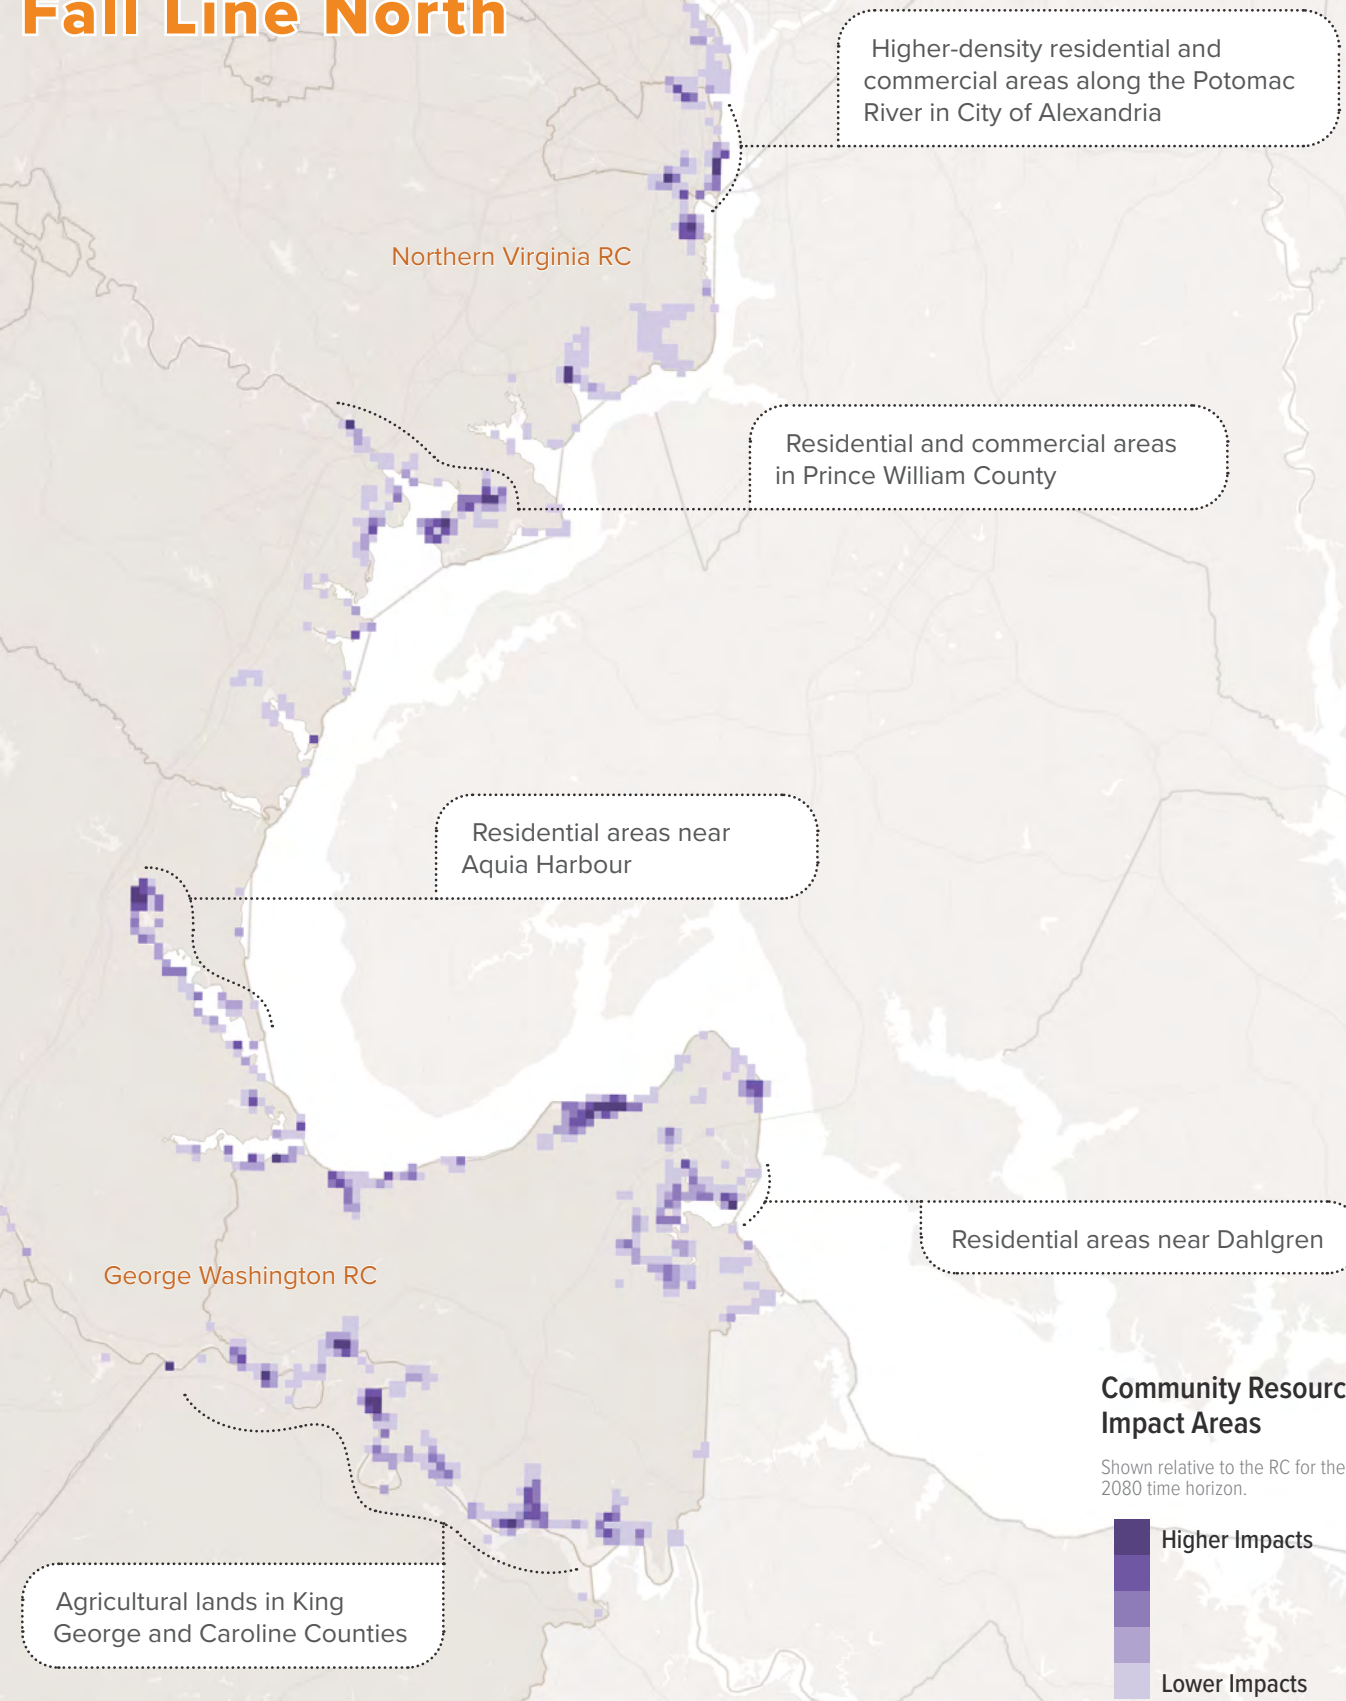 Fall Line North
Higher-density residential and
commercial areas along the Potomac
River in City of Alexandria
Northern Virginia RC
Residential and commercial areas
in Prince William County
Residential areas near
Aquia Harbour
Residential areas near Dahlgren
George Washington RC
Community Resourc
Impact Areas
Shown relative to the RC for the
2080 time horizon.
Higher Impacts
Lower Impacts
Agricultural lands in King
George and Caroline Counties